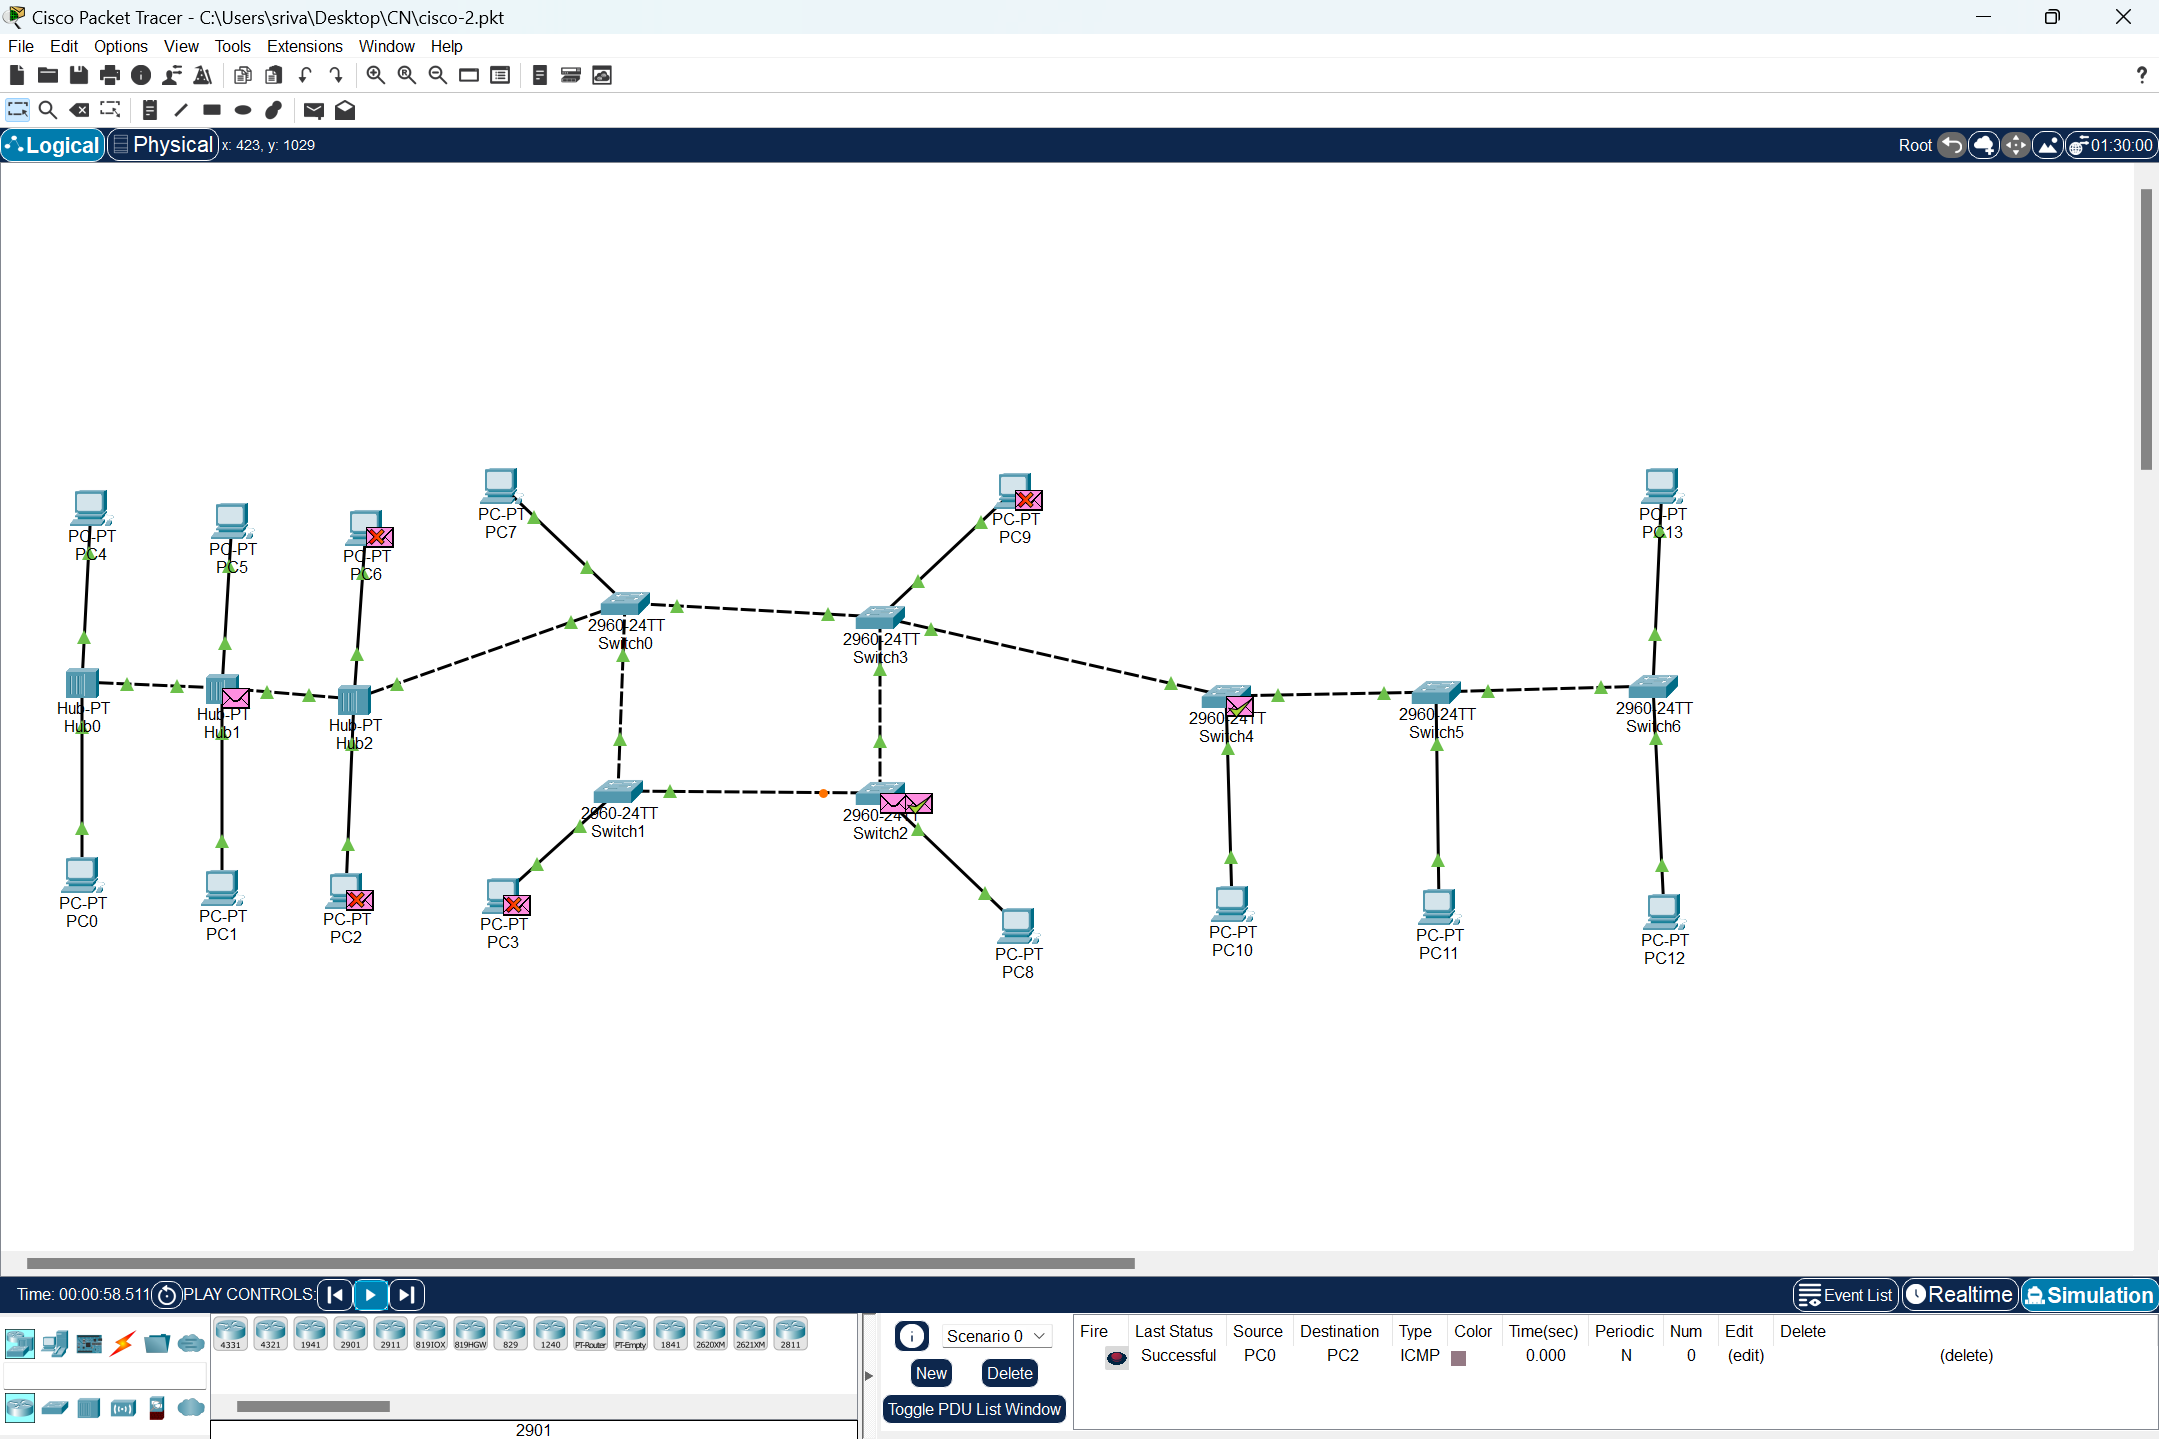 Cisco Packet Tracer - C:\Users\sriva\Desktop\CN\cisco-2.pkt
File Edit Options View Tools Extensions Window Help
?
Logical Physical x: 423, y: 1029 Root 01:30:00
PC-PT
PC4
PC-PT
PC5
PC-PT
PC6
PC-PT
PC7
PC-PT
PC9
PC-PT
PC13
2960-24TT
Switch0
2960-24TT
Switch3
Hub-PT
Hub0
Hub-PT
Hub1
Hub-PT
Hub2
2960-24TT
Switch4
2960-24TT
Switch5
2960-24TT
Switch6
2960-24TT
Switch1
2960-24TT
Switch2
PC-PT
PC0
PC-PT
PC1
PC-PT
PC2
PC-PT
PC3
PC-PT
PC8
PC-PT
PC10
PC-PT
PC11
PC-PT
PC12
Time: 00:00:58.511 PLAY CONTROLS: Event List Realtime Simulation
4331 4321 1941 2901 2911 819IOX 819HGW 829 1240 PT-Router PT-Empty 1841 2620XM 2621XM 2811
2901
Scenario 0
New Delete
Toggle PDU List Window
Fire Last Status Source Destination Type Color Time(sec) Periodic Num Edit Delete
Successful PC0 PC2 ICMP 0.000 N 0 (edit) (delete)